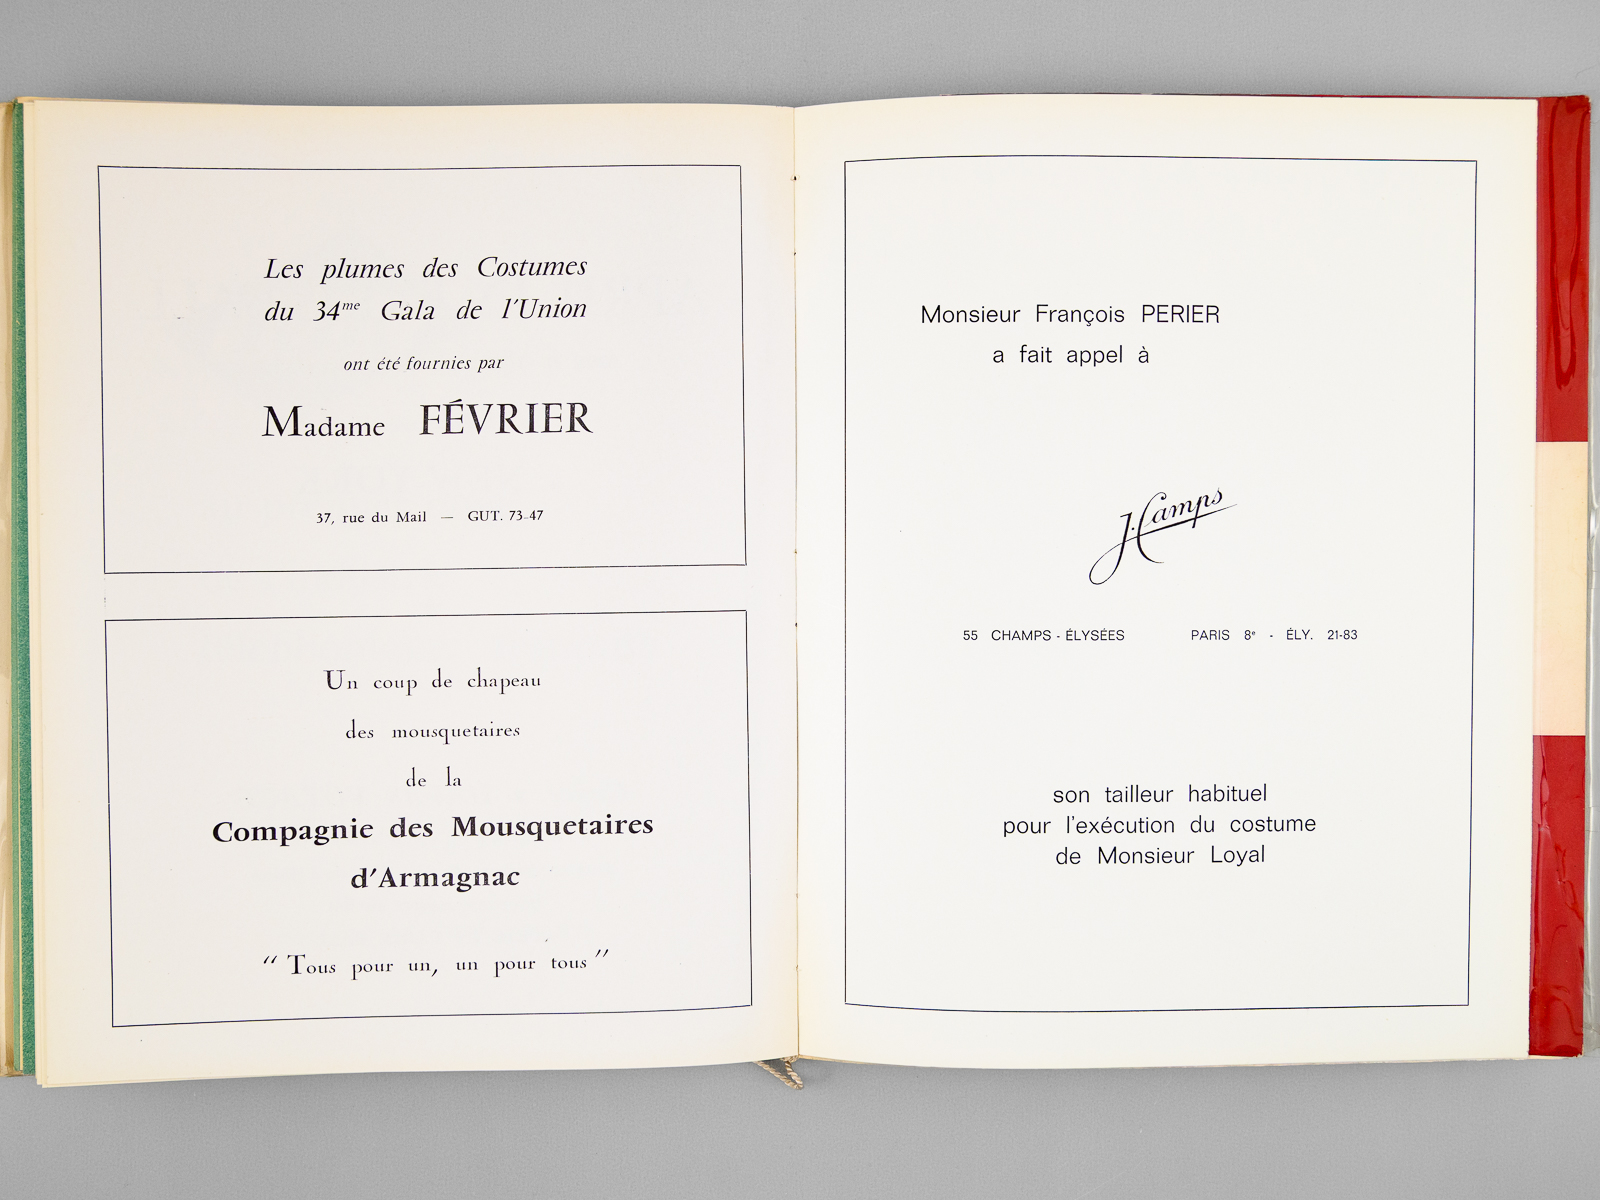 Les plumes des Costumes
du 34me Gala de l'Union
ont été fournies par
Madame FÉVRIER
37, rue du Mail — GUT. 73-47
Un coup de chapeau
des mousquetaires
de la
Compagnie des Mousquetaires
d'Armagnac
“ Tous pour un, un pour tous ”
Monsieur François PERIER
a fait appel à
J. Camps
55 CHAMPS - ÉLYSÉES PARIS 8e - ÉLY. 21-83
son tailleur habituel
pour l'exécution du costume
de Monsieur Loyal